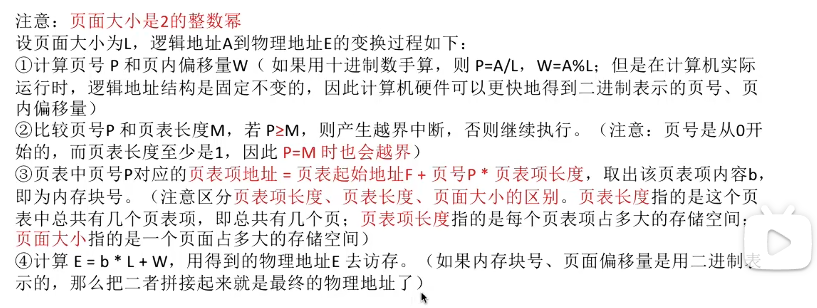 注意：页面大小是2的整数幂
设页面大小为L，逻辑地址A到物理地址E的变换过程如下：
①计算页号 P 和页内偏移量W（ 如果用十进制数手算，则 P=A/L，W=A%L；但是在计算机实际
运行时，逻辑地址结构是固定不变的，因此计算机硬件可以更快地得到二进制表示的页号、页
内偏移量）
②比较页号P 和页表长度M，若 P≥M，则产生越界中断，否则继续执行。（注意：页号是从0开
始的，而页表长度至少是1，因此 P=M 时也会越界）
③页表中页号P对应的页表项地址 = 页表起始地址F + 页号P * 页表项长度，取出该页表项内容b，
即为内存块号。（注意区分页表项长度、页表长度、页面大小的区别。页表长度指的是这个页
表中总共有几个页表项，即总共有几个页；页表项长度指的是每个页表项占多大的存储空间；
页面大小指的是一个页面占多大的存储空间）
④计算 E = b * L + W，用得到的物理地址E 去访存。（如果内存块号、页面偏移量是用二进制表
示的，那么把二者拼接起来就是最终的物理地址了）